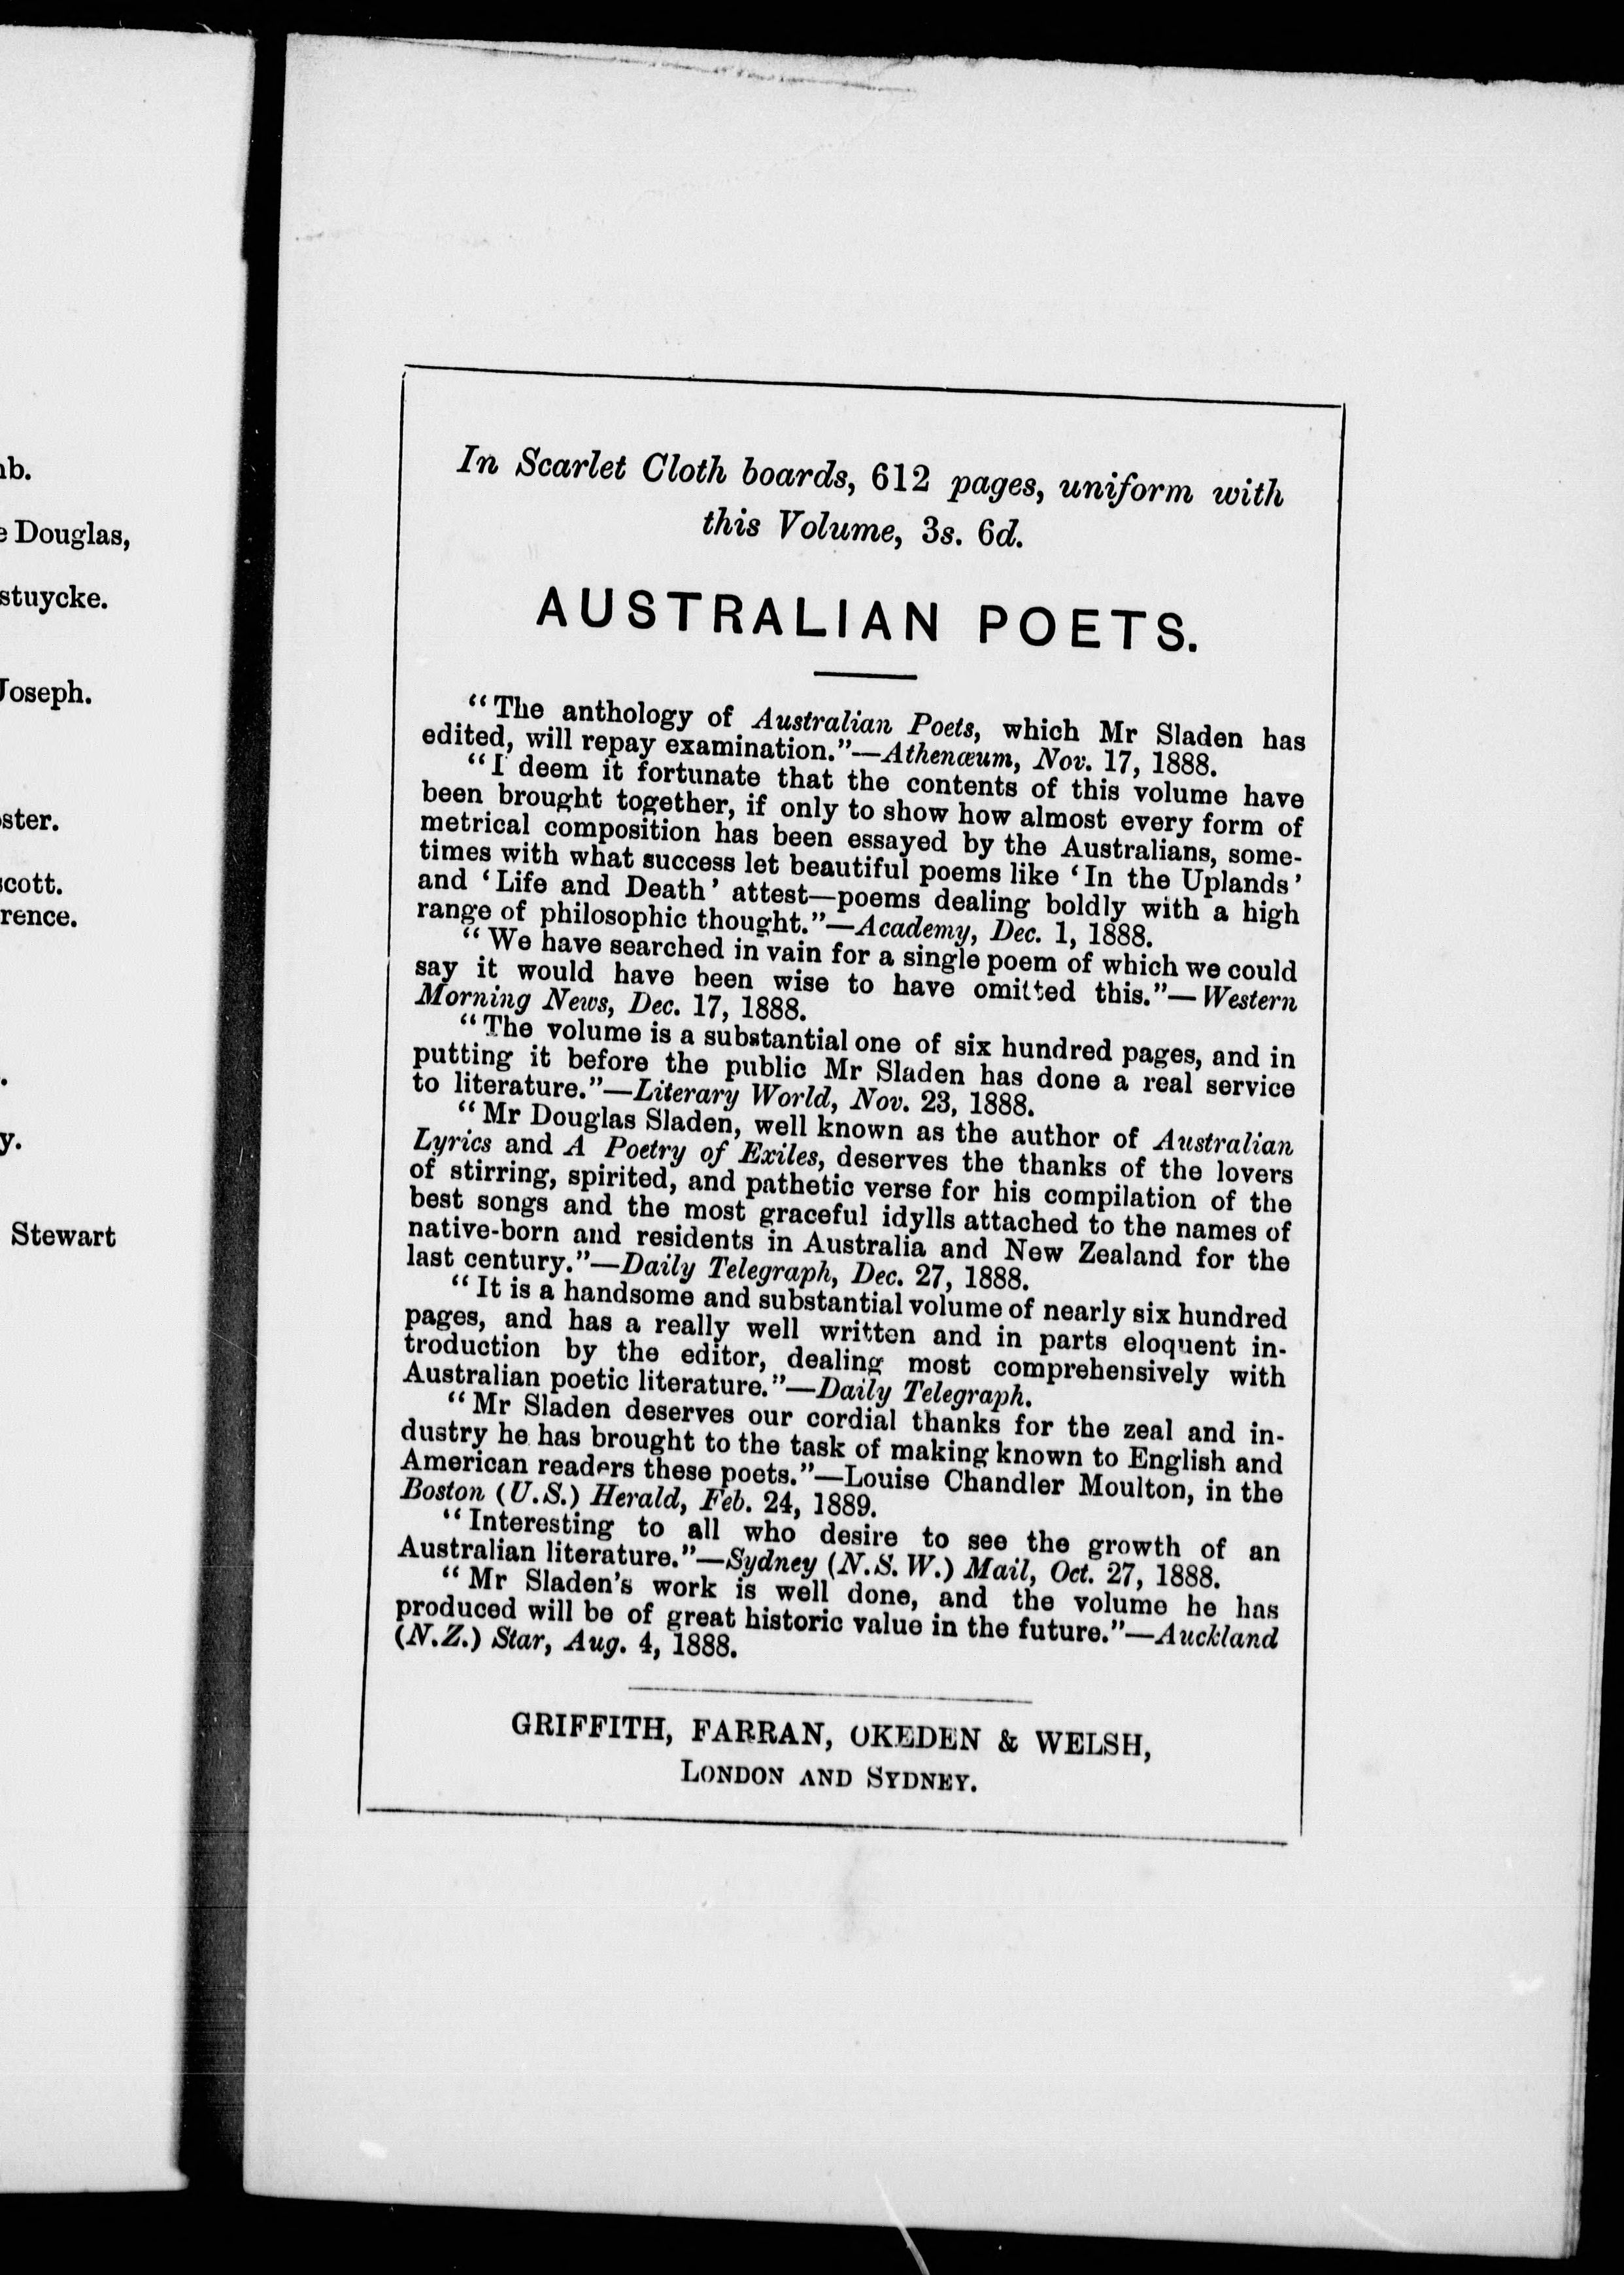 nb.
e Douglas,
stuycke.
Joseph.
ster.
scott.
rence.
y.
Stewart
In Scarlet Cloth boards, 612 pages, uniform with
this Volume, 3s. 6d.
AUSTRALIAN POETS.
“The anthology of Australian Poets, which Mr Sladen has
edited, will repay examination.”—Athenæum, Nov. 17, 1888.
“I deem it fortunate that the contents of this volume have
been brought together, if only to show how almost every form of
metrical composition has been essayed by the Australians, some-
times with what success let beautiful poems like ‘In the Uplands’
and ‘Life and Death’ attest—poems dealing boldly with a high
range of philosophic thought.”—Academy, Dec. 1, 1888.
“We have searched in vain for a single poem of which we could
say it would have been wise to have omitted this.”—Western
Morning News, Dec. 17, 1888.
“The volume is a substantial one of six hundred pages, and in
putting it before the public Mr Sladen has done a real service
to literature.”—Literary World, Nov. 23, 1888.
“Mr Douglas Sladen, well known as the author of Australian
Lyrics and A Poetry of Exiles, deserves the thanks of the lovers
of stirring, spirited, and pathetic verse for his compilation of the
best songs and the most graceful idylls attached to the names of
native-born and residents in Australia and New Zealand for the
last century.”—Daily Telegraph, Dec. 27, 1888.
“It is a handsome and substantial volume of nearly six hundred
pages, and has a really well written and in parts eloquent in-
troduction by the editor, dealing most comprehensively with
Australian poetic literature.”—Daily Telegraph.
“Mr Sladen deserves our cordial thanks for the zeal and in-
dustry he has brought to the task of making known to English and
American readers these poets.”—Louise Chandler Moulton, in the
Boston (U.S.) Herald, Feb. 24, 1889.
“Interesting to all who desire to see the growth of an
Australian literature.”—Sydney (N.S.W.) Mail, Oct. 27, 1888.
“Mr Sladen's work is well done, and the volume he has
produced will be of great historic value in the future.”—Auckland
(N.Z.) Star, Aug. 4, 1888.
GRIFFITH, FARRAN, OKEDEN & WELSH,
LONDON AND SYDNEY.